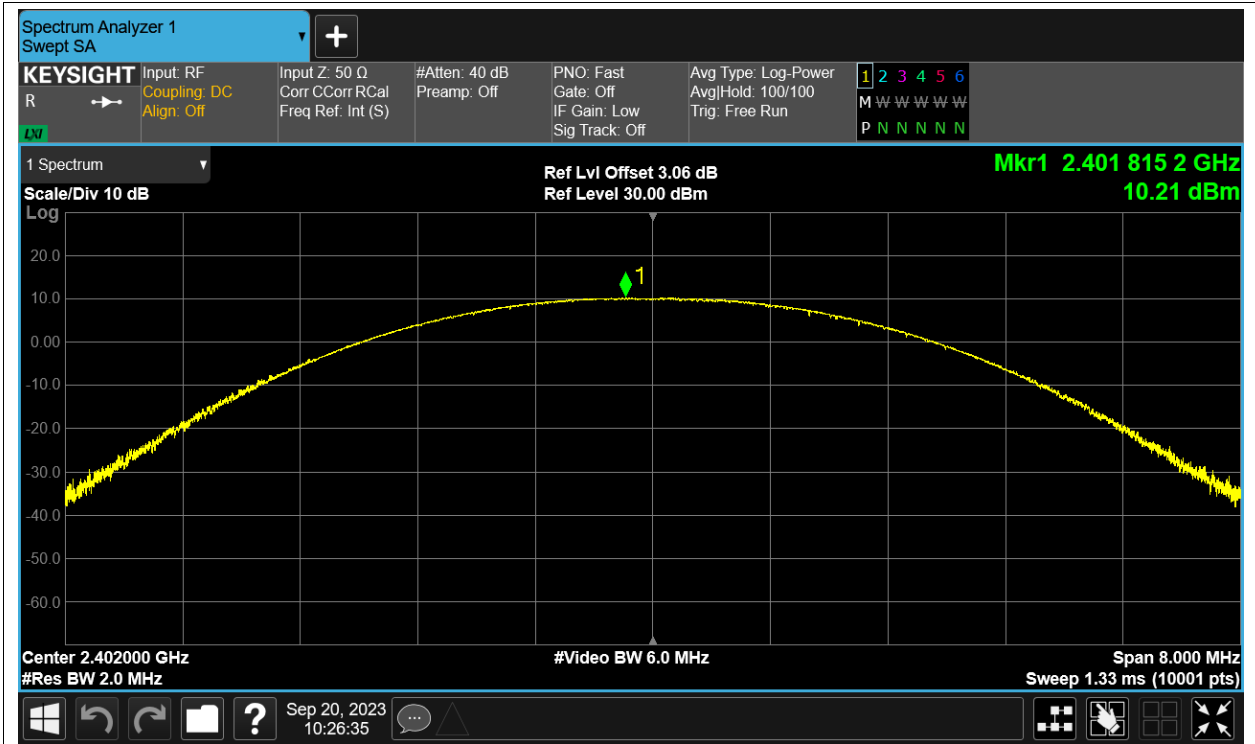 Spectrum Analyzer 1
Swept SA
KEYSIGHT
R
LXI
Input: RF
Coupling: DC
Align: Off
Input Z: 50 Ω
Corr CCorr RCal
Freq Ref: Int (S)
#Atten: 40 dB
Preamp: Off
PNO: Fast
Gate: Off
IF Gain: Low
Sig Track: Off
Avg Type: Log-Power
Avg|Hold: 100/100
Trig: Free Run
1 2 3 4 5 6
M W W W W W
P N N N N N
1 Spectrum
Scale/Div 10 dB
Ref Lvl Offset 3.06 dB
Ref Level 30.00 dBm
Mkr1 2.401 815 2 GHz
10.21 dBm
Log
20.0
10.0
0.00
-10.0
-20.0
-30.0
-40.0
-50.0
-60.0
1
Center 2.402000 GHz
#Res BW 2.0 MHz
#Video BW 6.0 MHz
Span 8.000 MHz
Sweep 1.33 ms (10001 pts)
?
Sep 20, 2023
10:26:35